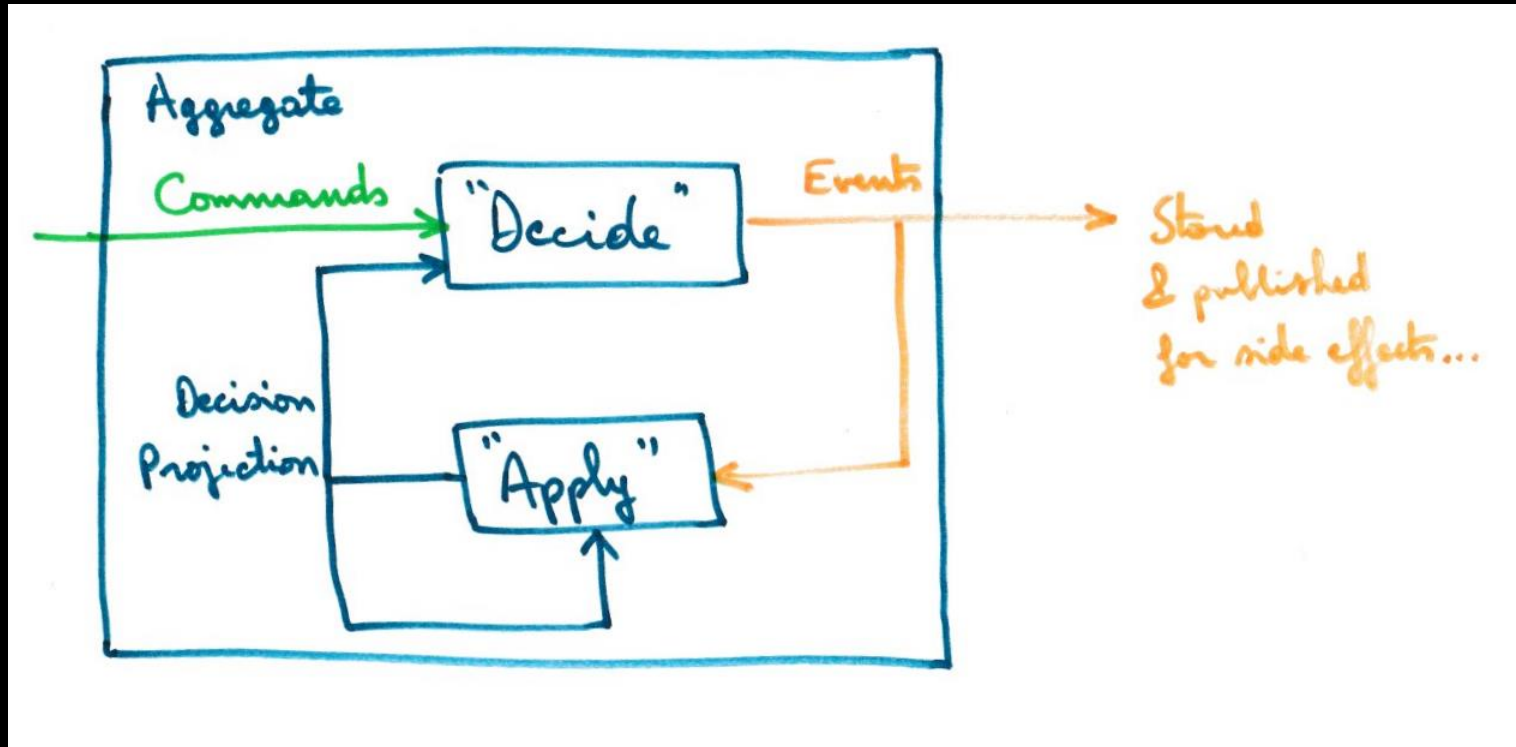 Aggregate
Commands
"Decide"
Events
Stored
& published
for side effects...
Decision
Projection
"Apply"